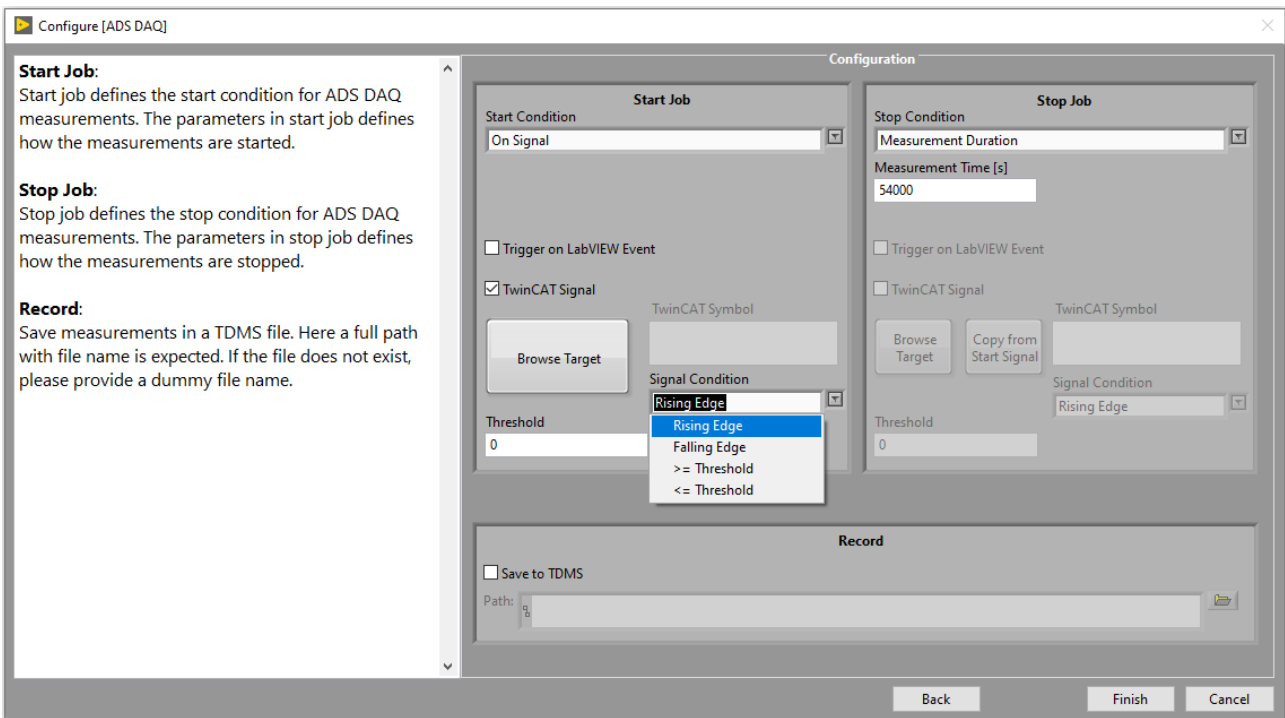 Configure [ADS DAQ]
Start Job:
Start job defines the start condition for ADS DAQ
measurements. The parameters in start job defines
how the measurements are started.
Stop Job:
Stop job defines the stop condition for ADS DAQ
measurements. The parameters in stop job defines
how the measurements are stopped.
Record:
Save measurements in a TDMS file. Here a full path
with file name is expected. If the file does not exist,
please provide a dummy file name.
Configuration
Start Job
Start Condition
On Signal
Trigger on LabVIEW Event
TwinCAT Signal
TwinCAT Symbol
Browse Target
Signal Condition
Rising Edge
Threshold
0
Rising Edge
Falling Edge
>= Threshold
<= Threshold
Stop Job
Stop Condition
Measurement Duration
Measurement Time [s]
54000
Trigger on LabVIEW Event
TwinCAT Signal
TwinCAT Symbol
Browse
Target
Copy from
Start Signal
Signal Condition
Rising Edge
Threshold
0
Record
Save to TDMS
Path:
Back
Finish
Cancel